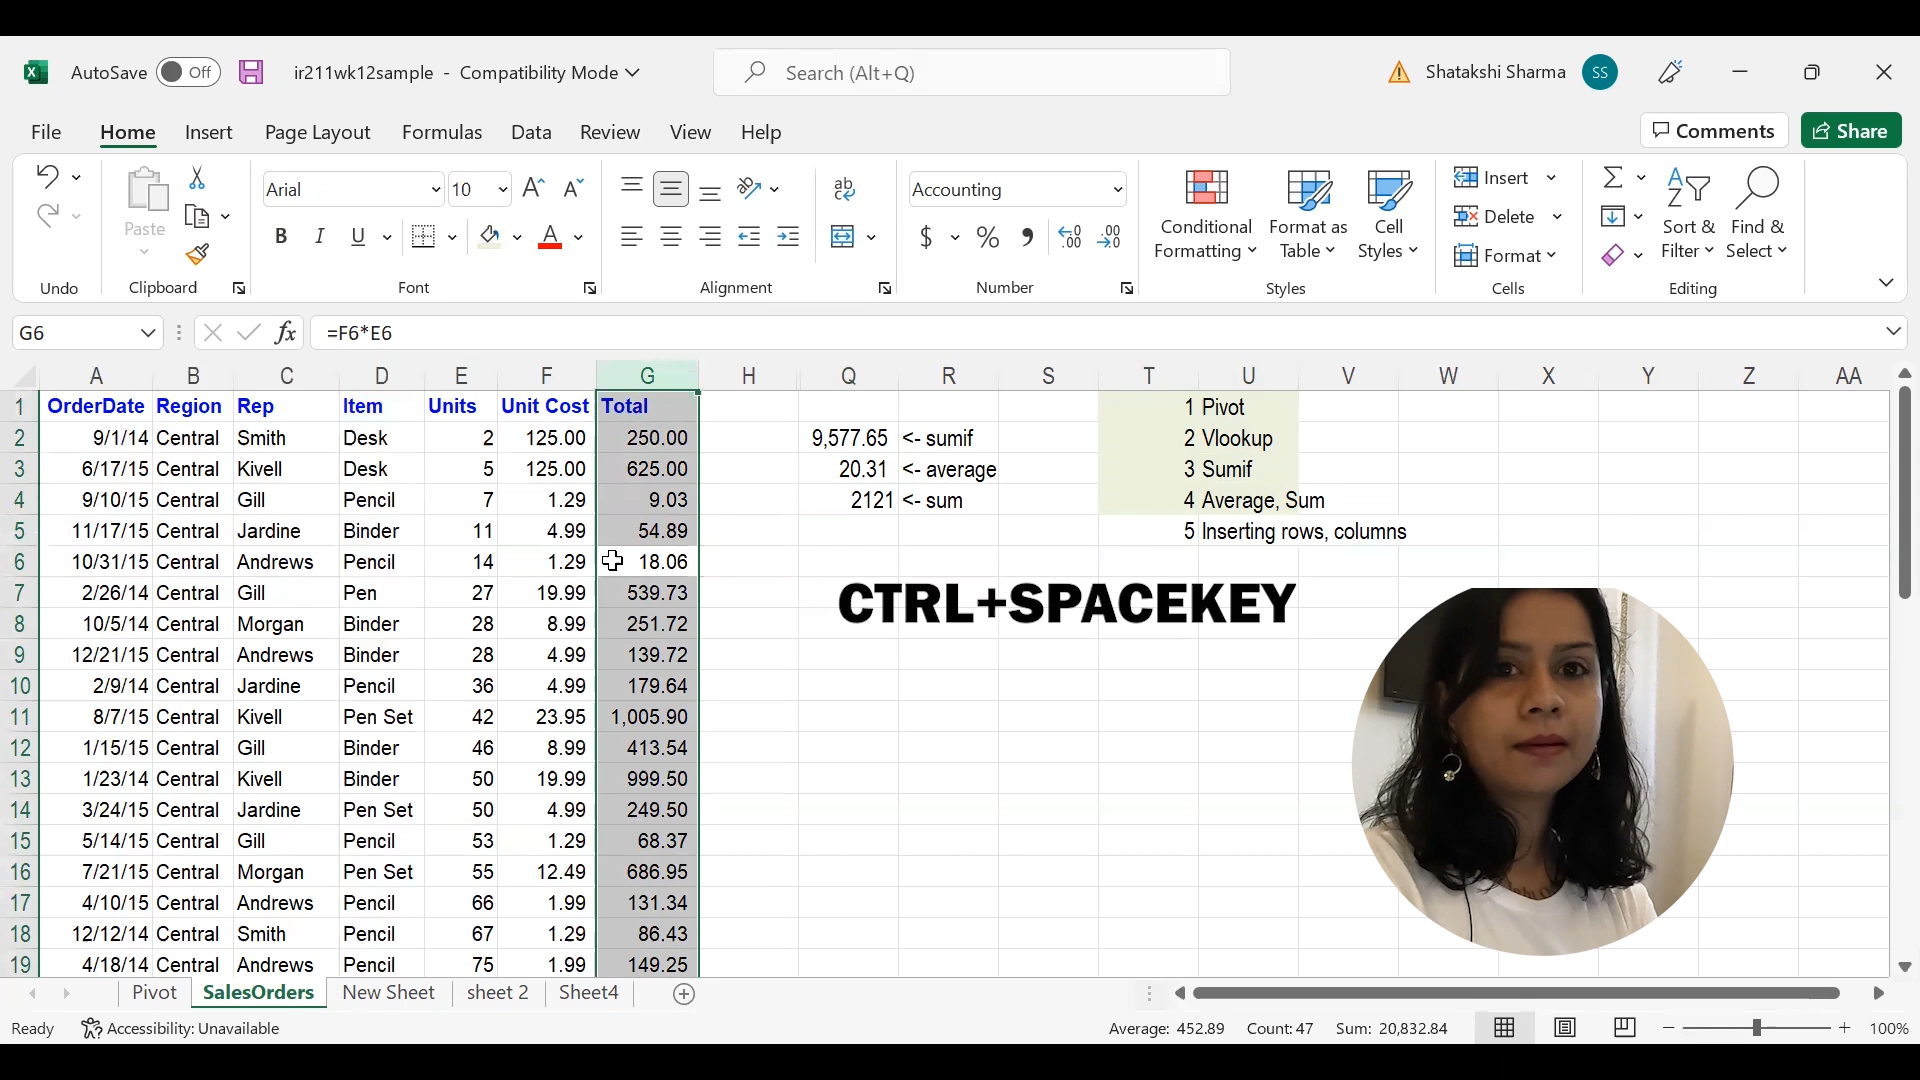 AutoSave Off ir211wk12sample - Compatibility Mode Search (Alt+Q) Shatakshi Sharma SS
File Home Insert Page Layout Formulas Data Review View Help Comments Share
Paste
Undo
Clipboard
Arial 10
B I U A
Font
ab
Alignment
Accounting
$ % , .00
Number
Conditional Formatting
Format as Table
Cell Styles
Styles
Insert
Delete
Format
Cells
Sort & Filter
Find & Select
Editing
G6 fx =F6*E6
A B C D E F G H Q R S T U V W X Y Z AA
1 OrderDate Region Rep Item Units Unit Cost Total 1 Pivot
2 9/1/14 Central Smith Desk 2 125.00 250.00 9,577.65 <- sumif 2 Vlookup
3 6/17/15 Central Kivell Desk 5 125.00 625.00 20.31 <- average 3 Sumif
4 9/10/15 Central Gill Pencil 7 1.29 9.03 2121 <- sum 4 Average, Sum
5 11/17/15 Central Jardine Binder 11 4.99 54.89 5 Inserting rows, columns
6 10/31/15 Central Andrews Pencil 14 1.29 18.06
7 2/26/14 Central Gill Pen 27 19.99 539.73
CTRL+SPACEKEY
8 10/5/14 Central Morgan Binder 28 8.99 251.72
9 12/21/15 Central Andrews Binder 28 4.99 139.72
10 2/9/14 Central Jardine Pencil 36 4.99 179.64
11 8/7/15 Central Kivell Pen Set 42 23.95 1,005.90
12 1/15/15 Central Gill Binder 46 8.99 413.54
13 1/23/14 Central Kivell Binder 50 19.99 999.50
14 3/24/15 Central Jardine Pen Set 50 4.99 249.50
15 5/14/15 Central Gill Pencil 53 1.29 68.37
16 7/21/15 Central Morgan Pen Set 55 12.49 686.95
17 4/10/15 Central Andrews Pencil 66 1.99 131.34
18 12/12/14 Central Smith Pencil 67 1.29 86.43
19 4/18/14 Central Andrews Pencil 75 1.99 149.25
Pivot SalesOrders New Sheet sheet 2 Sheet4
Ready Accessibility: Unavailable Average: 452.89 Count: 47 Sum: 20,832.84 100%